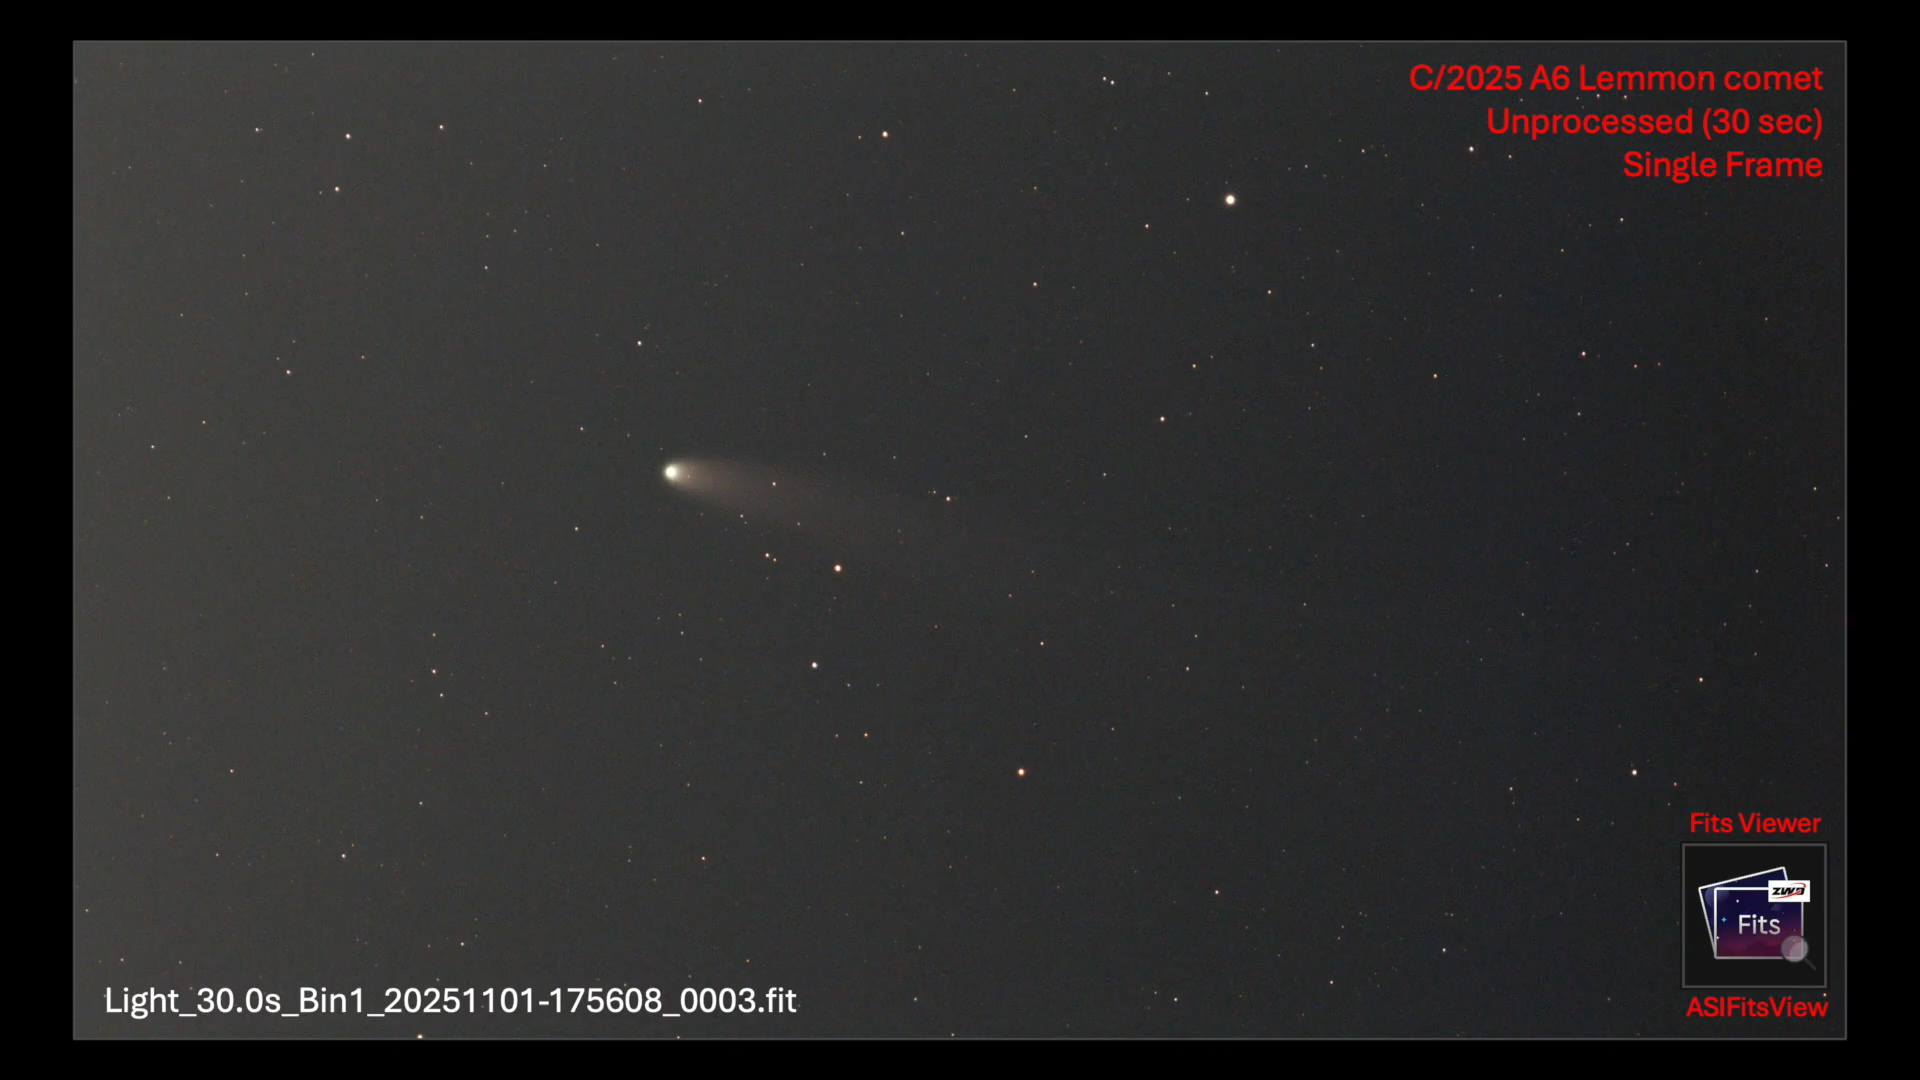 C/2025 A6 Lemmon comet
Unprocessed (30 sec)
Single Frame
Fits Viewer
ZWO
Fits
ASIFitsView
Light_30.0s_Bin1_20251101-175608_0003.fit